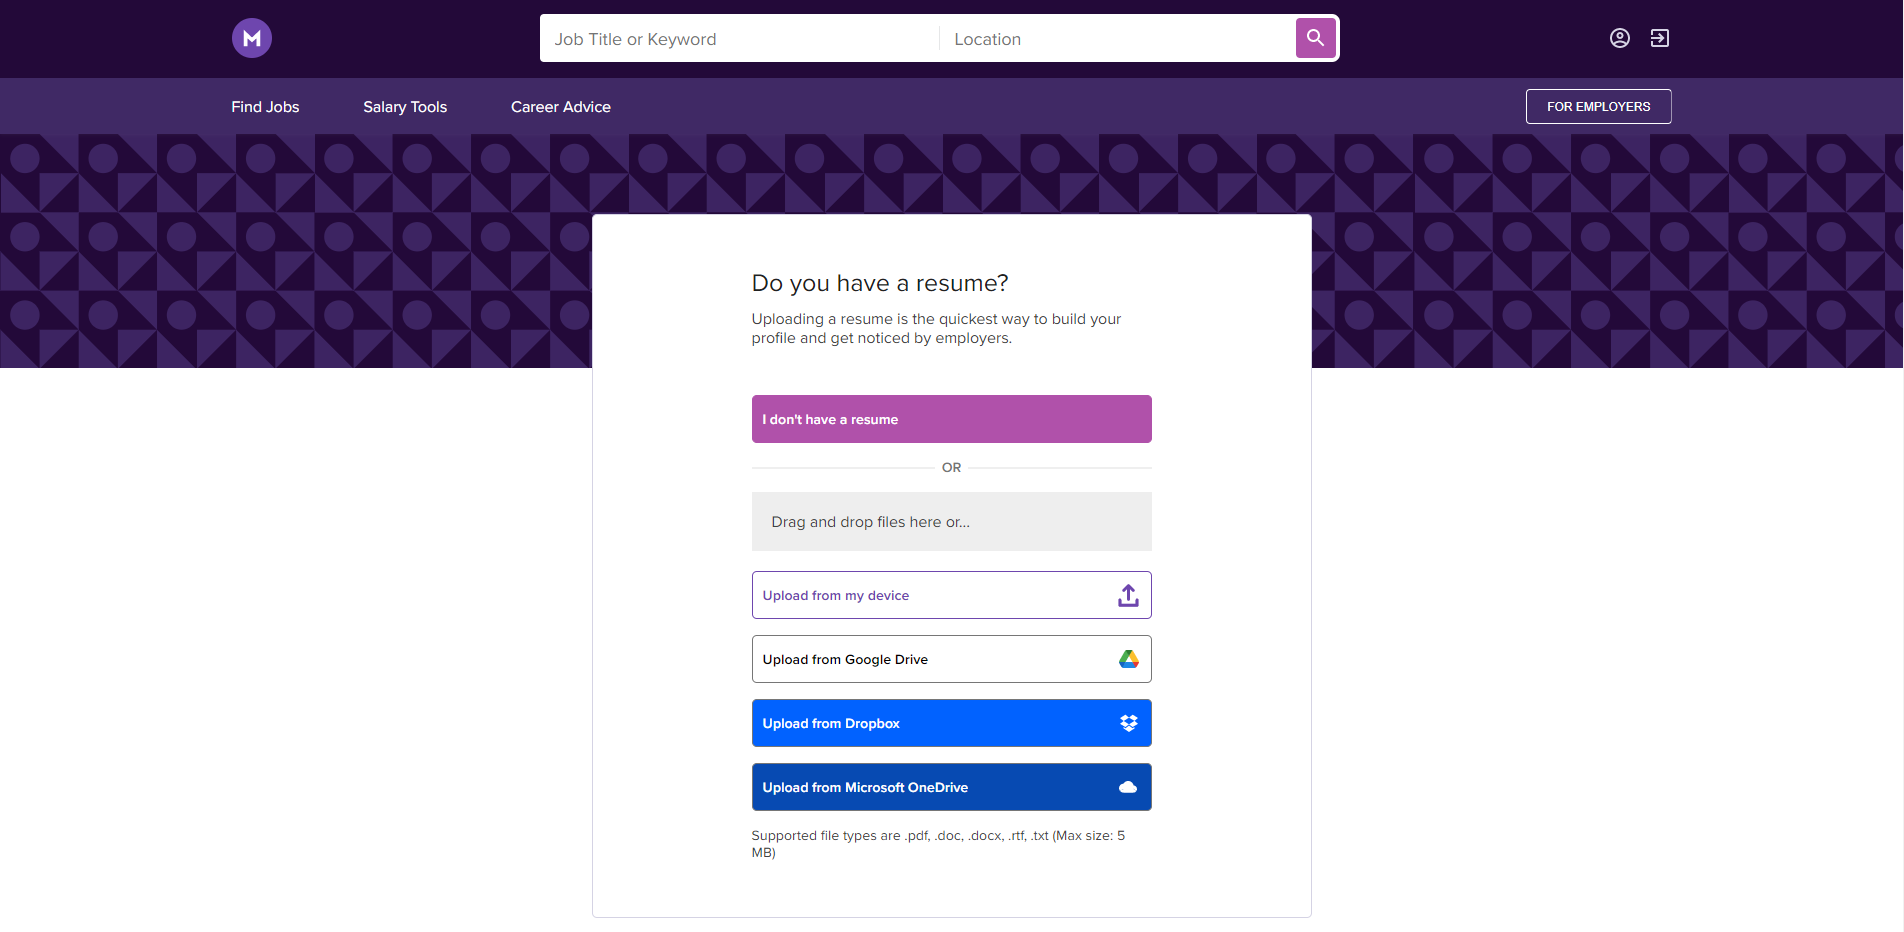 M
Job Title or Keyword
Location
Find Jobs
Salary Tools
Career Advice
FOR EMPLOYERS
Do you have a resume?
Uploading a resume is the quickest way to build your
profile and get noticed by employers.
I don't have a resume
OR
Drag and drop files here or...
Upload from my device
Upload from Google Drive
Upload from Dropbox
Upload from Microsoft OneDrive
Supported file types are .pdf, .doc, .docx, .rtf, .txt (Max size: 5
MB)